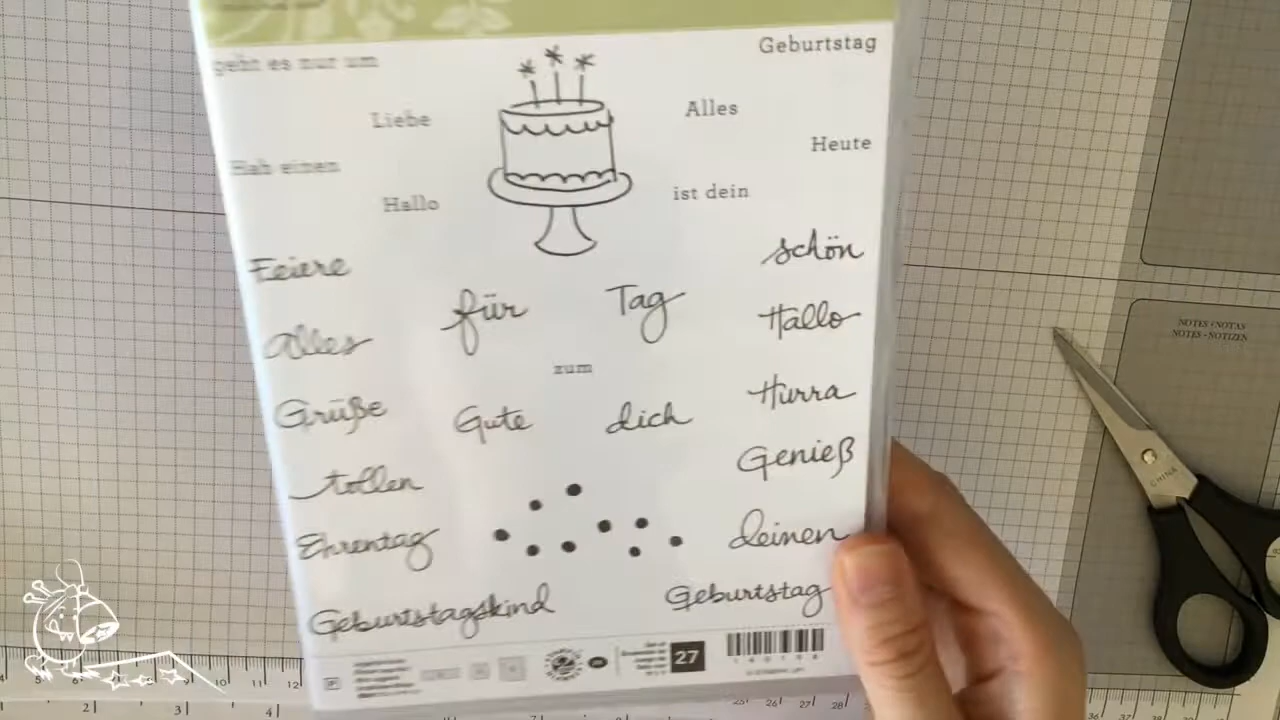 geht es nur um
Geburtstag
Liebe
Alles
Hab einen
Heute
Hallo
ist dein
Feiere
schön
für
Tag
Alles
Hallo
zum
Grüße
Gute
dich
Hurra
tollen
Genieß
Ehrentag
deinen
Geburtstagskind
Geburtstag
27
NOTES • NOTAS
NOTES • NOTIZEN
CHINA